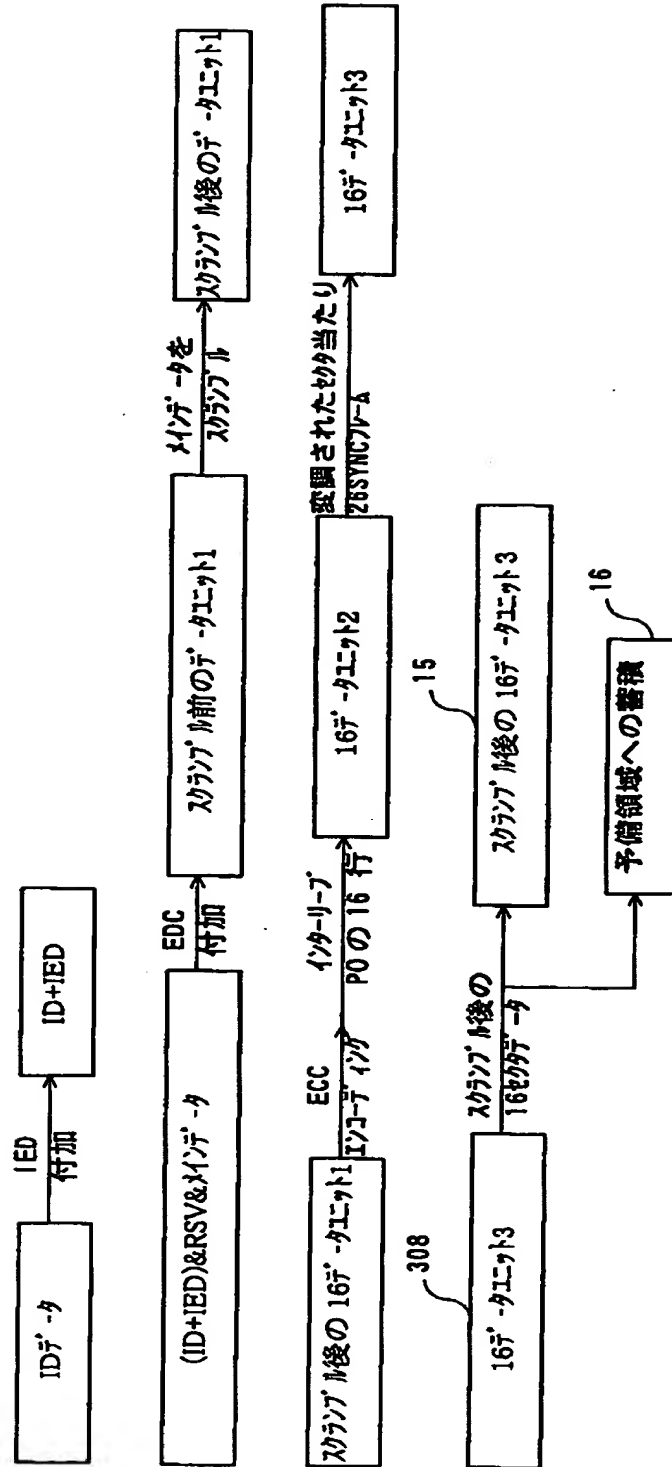 IDデータ
IED
付加
ID+IED
(ID+IED)&RSV&メインデータ
EDC
付加
スクランブル前のデータユニット1
メインデータを
スクランブル
スクランブル後のデータユニット1
スクランブル後の16データユニット1
ECC
エンコーディング
インターリーブ
POの16 行
16データユニット2
変調されたセクタ当たり
26SYNCフレーム
16データユニット3
308
16データユニット3
スクランブル後の
16セクタデータ
15
スクランブル後の16データユニット3
16
予備領域への蓄積